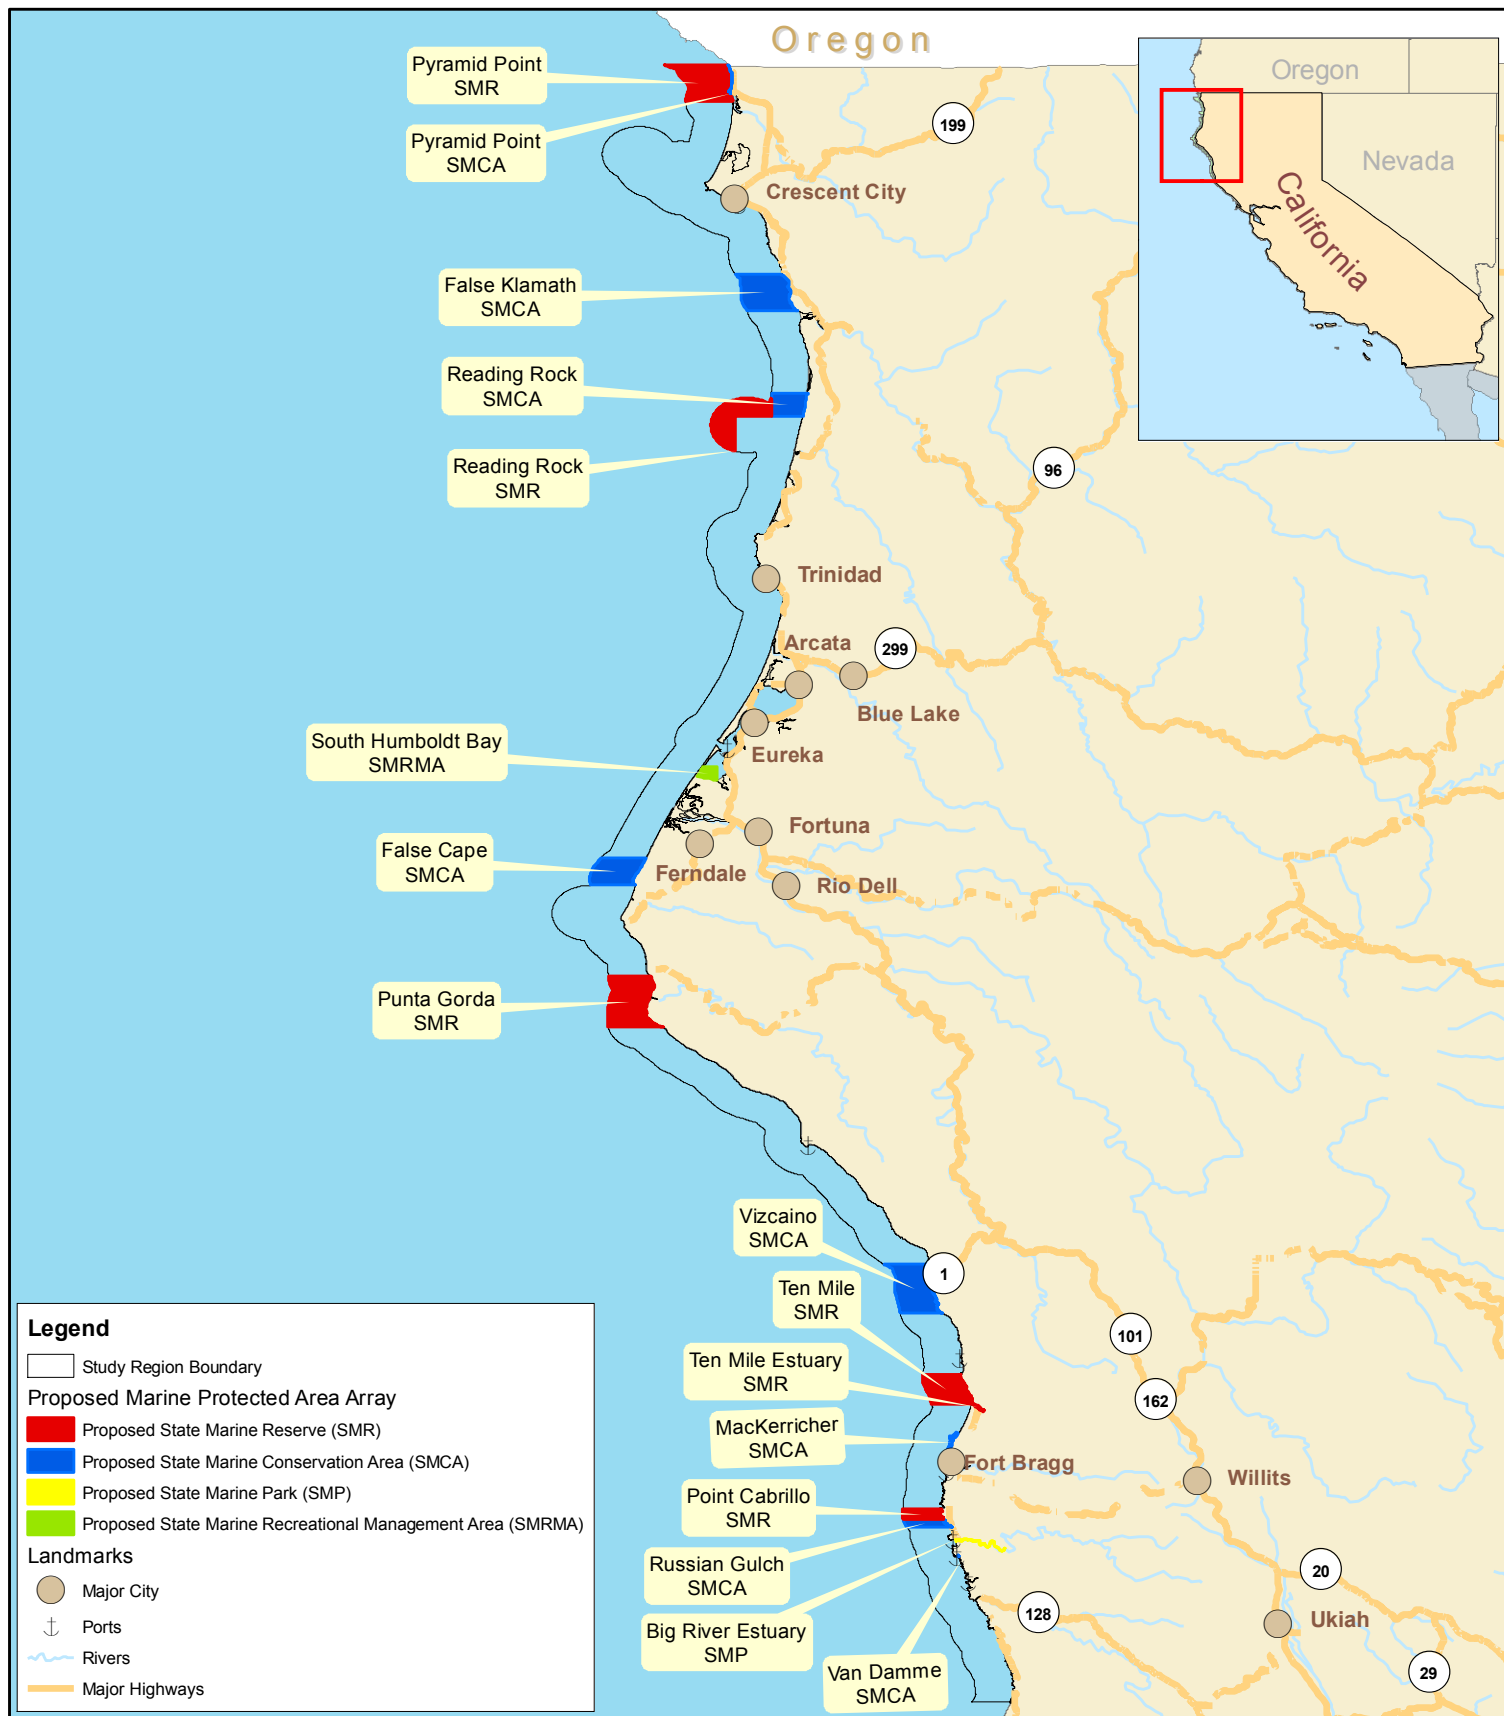 Oregon
Pyramid Point
SMR
Pyramid Point
SMCA
199
Crescent City
Oregon
Nevada
California
False Klamath
SMCA
Reading Rock
SMCA
Reading Rock
SMR
96
Trinidad
Arcata
299
Blue Lake
South Humboldt Bay
SMRMA
Eureka
Fortuna
False Cape
SMCA
Ferndale
Rio Dell
Punta Gorda
SMR
Vizcaino
SMCA
1
Ten Mile
SMR
101
Ten Mile Estuary
SMR
162
MacKerricher
SMCA
Fort Bragg
Willits
Point Cabrillo
SMR
Russian Gulch
SMCA
20
128
Ukiah
Big River Estuary
SMP
Van Damme
SMCA
29
Legend
Study Region Boundary
Proposed Marine Protected Area Array
Proposed State Marine Reserve (SMR)
Proposed State Marine Conservation Area (SMCA)
Proposed State Marine Park (SMP)
Proposed State Marine Recreational Management Area (SMRMA)
Landmarks
Major City
Ports
Rivers
Major Highways